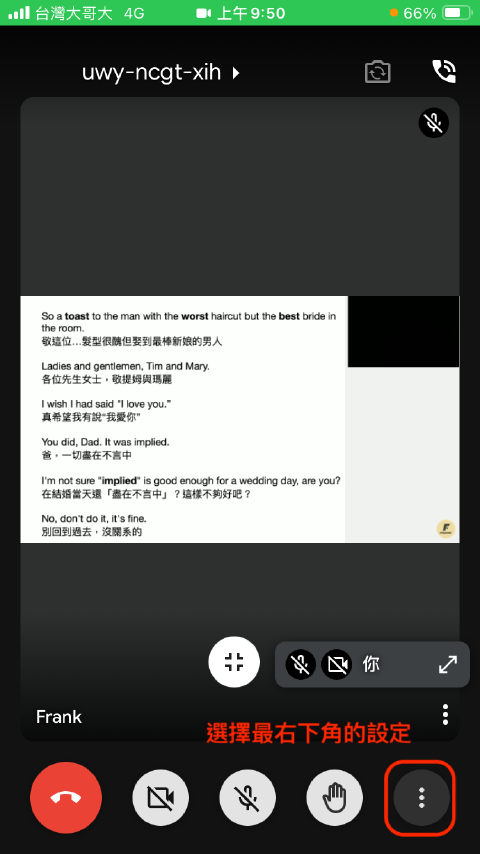 台灣大哥大 4G 上午9:50 66%
uwy-ncgt-xih
So a toast to the man with the worst haircut but the best bride in
the room.
敬這位…髮型很醜但娶到最棒新娘的男人
Ladies and gentlemen, Tim and Mary.
各位先生女士，敬提姆與瑪麗
I wish I had said "I love you."
真希望我有說“我愛你”
You did, Dad. It was implied.
爸，一切盡在不言中
I'm not sure "implied" is good enough for a wedding day, are you?
在結婚當天還「盡在不言中」？這樣不夠好吧？
No, don't do it, it's fine.
別回到過去，沒關系的
你
Frank
選擇最右下角的設定